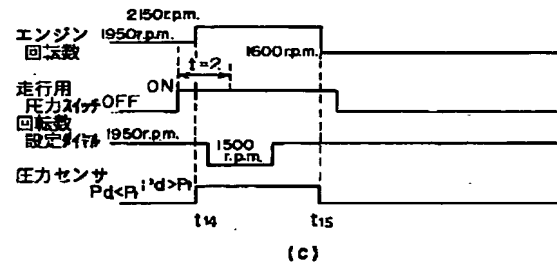 2150r.p.m.
エンジン 1950r.p.m.
回転数 1600r.p.m.
t=2
走行用 ON
圧力スイッチ OFF
回転数 1950r.p.m.
設定ダイヤル 1500
r.p.m.
圧力センサ
Pd<P₁ Pd>P₁
t14 t15
(c)